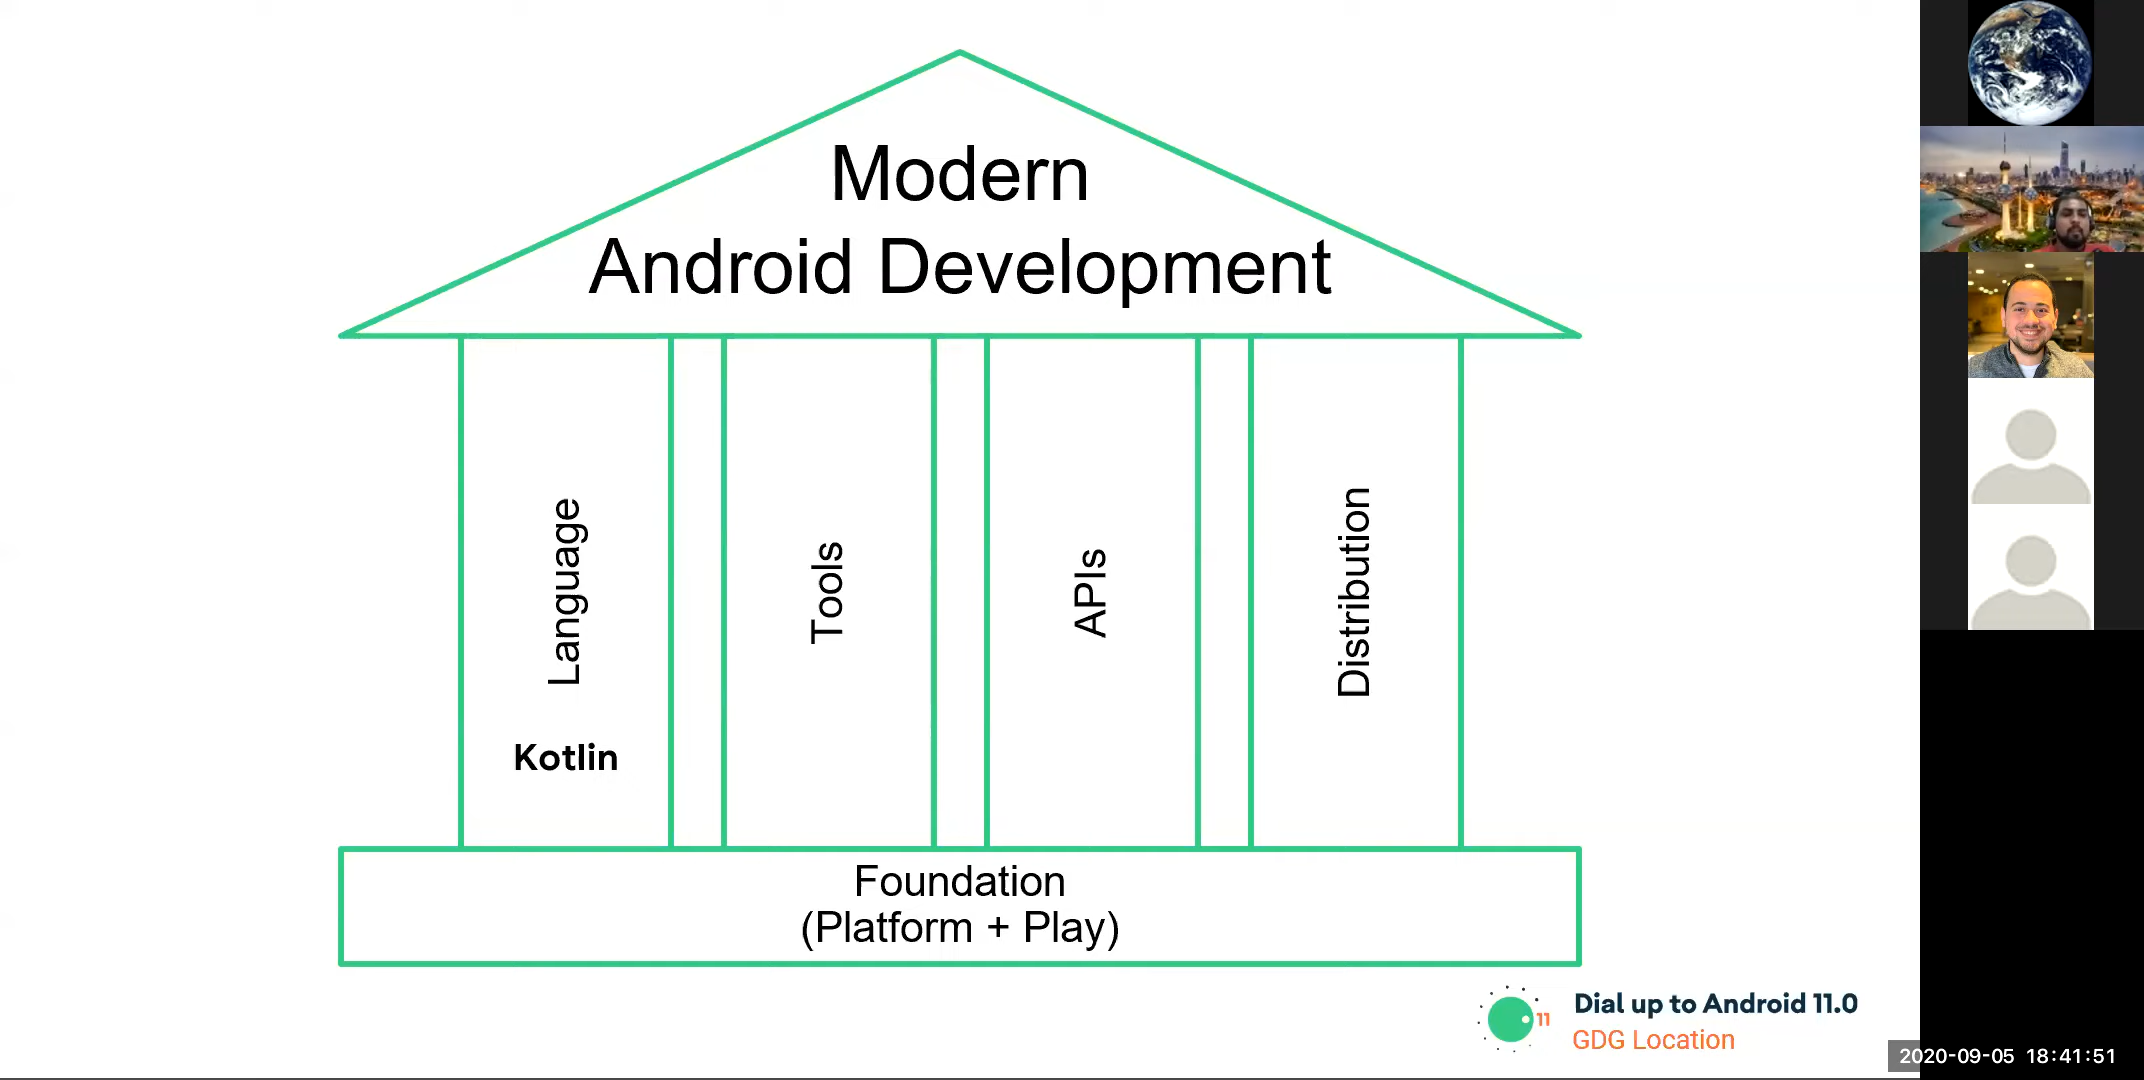 Modern
Android Development
Language
Kotlin
Tools
APIs
Distribution
Foundation
(Platform + Play)
11
Dial up to Android 11.0
GDG Location
2020-09-05 18:41:51